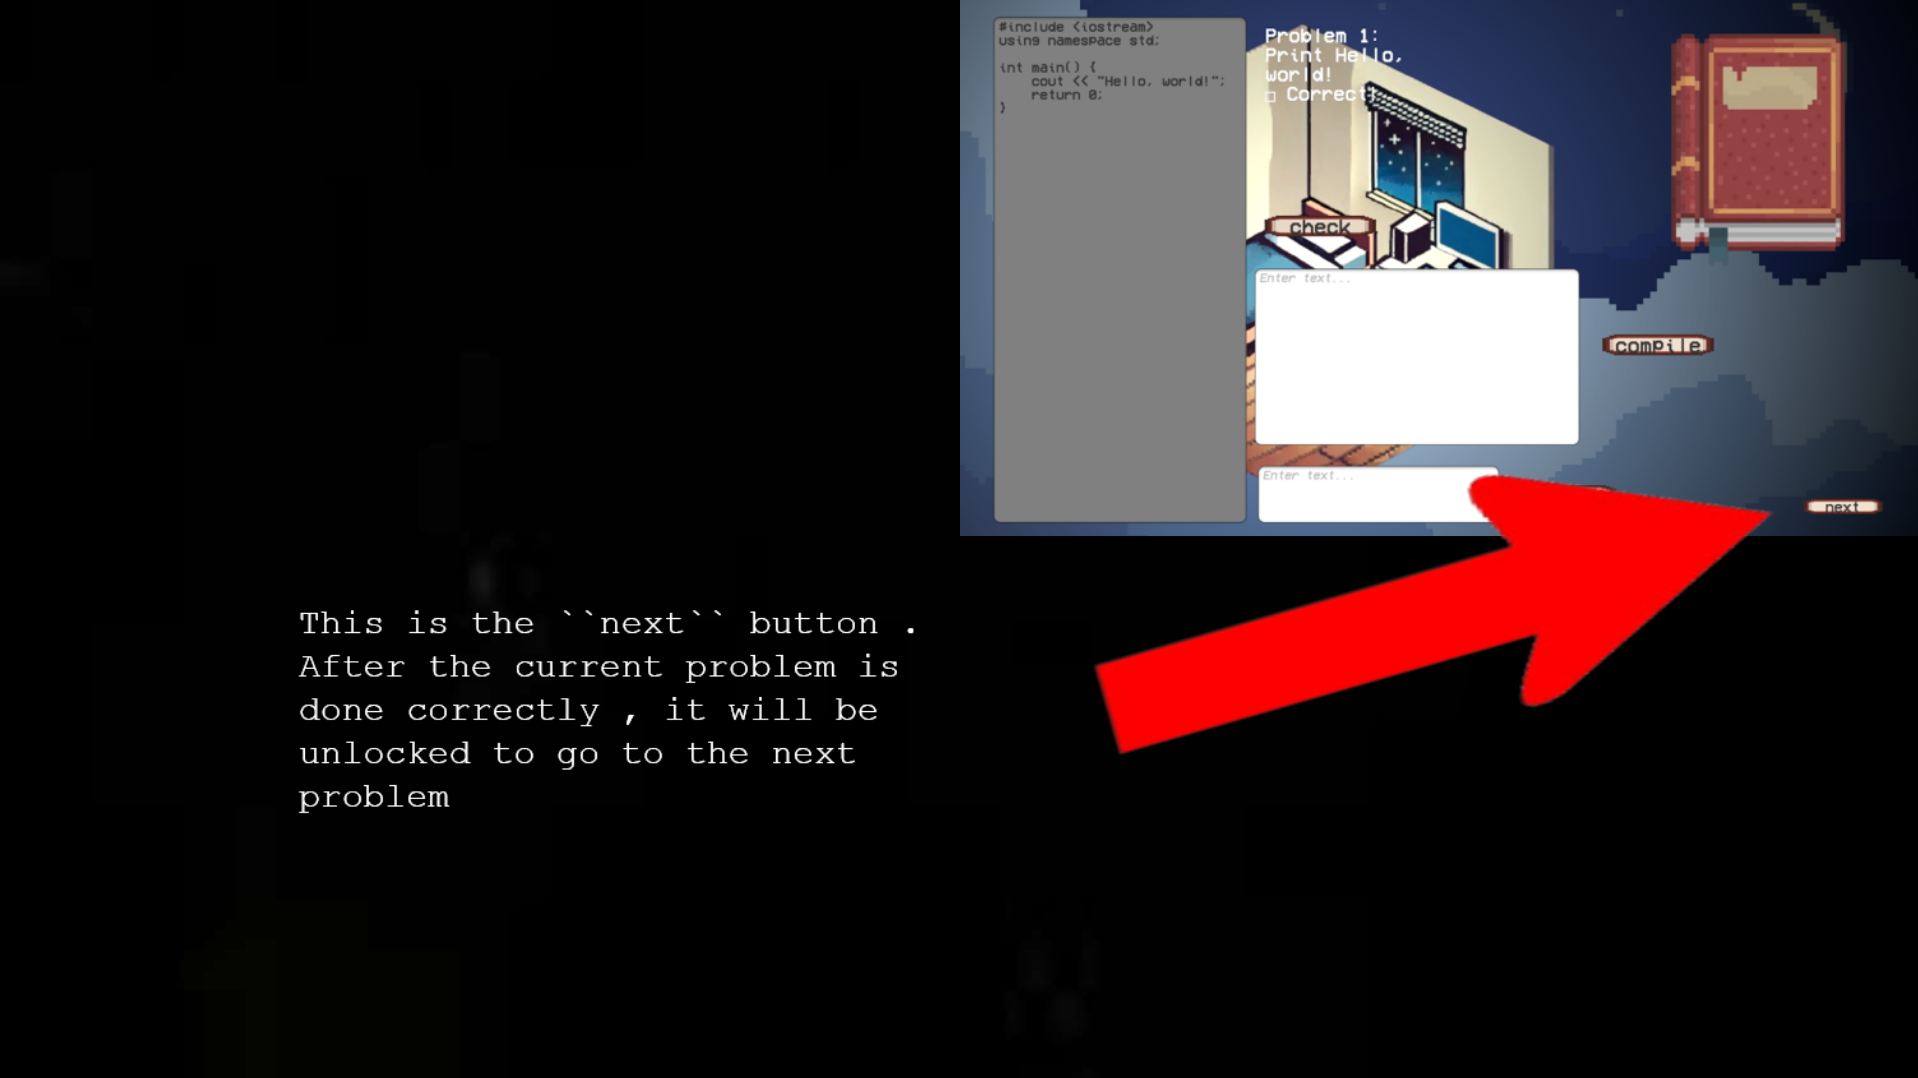 #include <iostream>
using namespace std;
int main() {
    cout << "Hello, world!";
    return 0;
}
Problem 1:
Print Hello,
world!
□ Correct!
check
Enter text...
compile
Enter text...
next
This is the ``next`` button .
After the current problem is
done correctly , it will be
unlocked to go to the next
problem